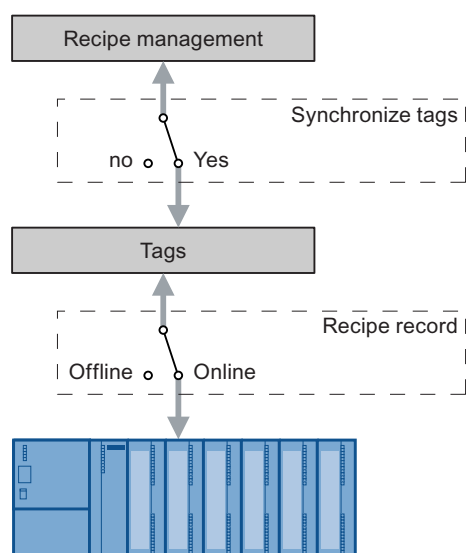 Recipe management
Synchronize tags
no Yes
Tags
Recipe record
Offline Online